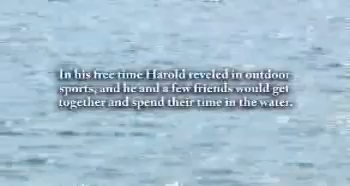 In his free time Harold reveled in outdoor
sports, and he and a few friends would get
together and spend their time in the water.